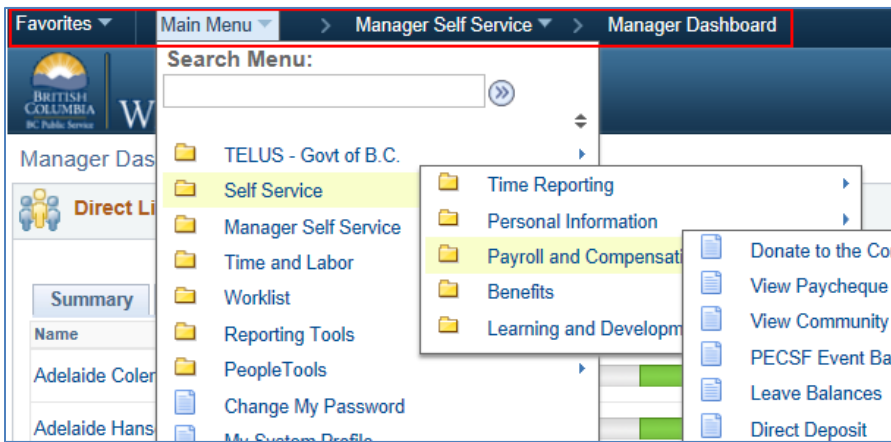 Favorites Main Menu > Manager Self Service > Manager Dashboard
Search Menu:
BRITISH
COLUMBIA
BC Public Service
W
Manager Das
TELUS - Govt of B.C.
Self Service
Time Reporting
Direct Li
Manager Self Service
Personal Information
Time and Labor
Payroll and Compensati
Donate to the Co
Summary
Worklist
Benefits
View Paycheque
Name
Reporting Tools
Learning and Developm
View Community
Adelaide Coler
PeopleTools
PECSF Event Ba
Change My Password
Leave Balances
Adelaide Hans
My System Profile
Direct Deposit